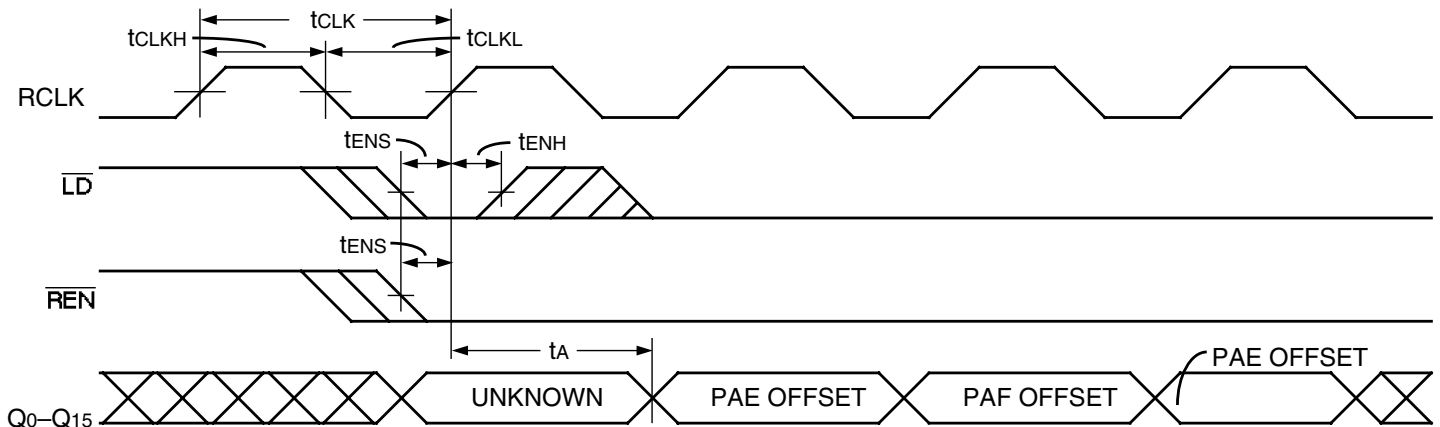 tCLK
tCLKH
tCLKL
RCLK
tENS
tENH
LD
tENS
REN
tA
PAE OFFSET
UNKNOWN
PAE OFFSET
PAF OFFSET
Q0–Q15